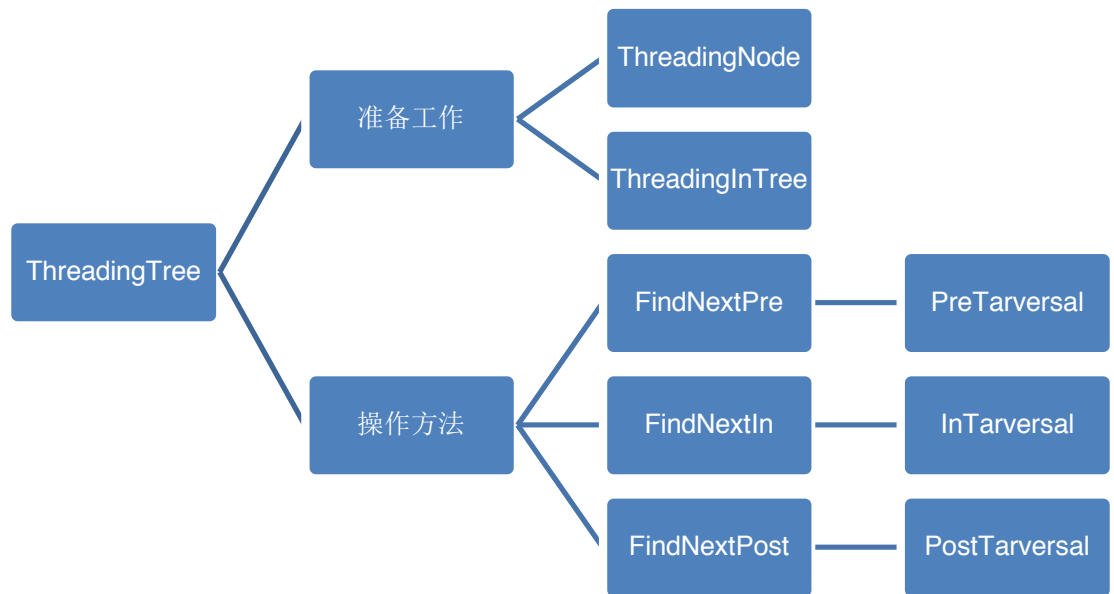 ThreadingTree
准备工作
ThreadingNode
ThreadingInTree
操作方法
FindNextPre
PreTarversal
FindNextIn
InTarversal
FindNextPost
PostTarversal